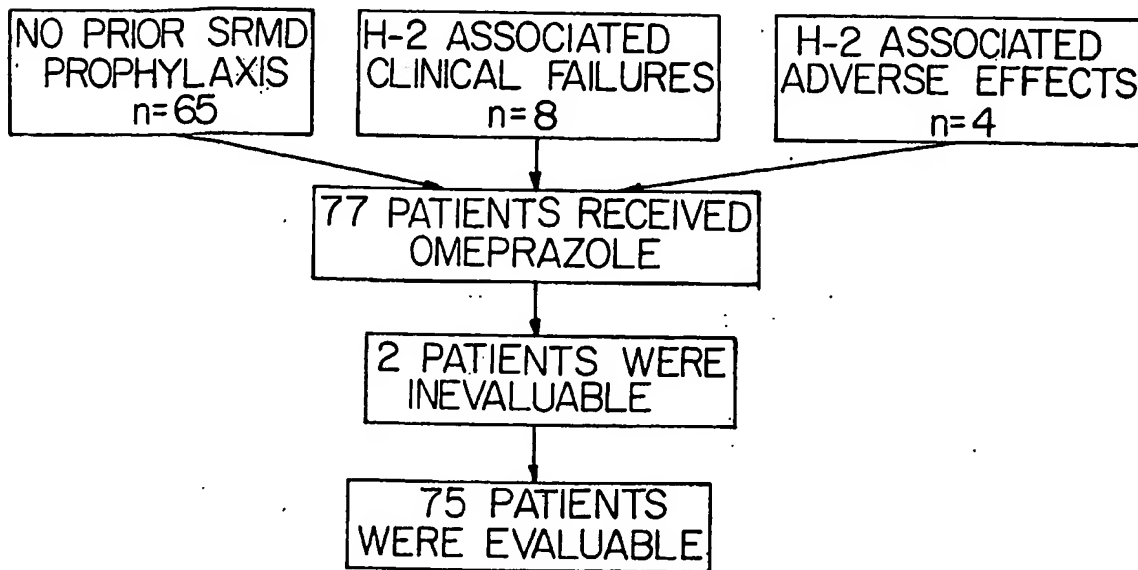 NO PRIOR SRMD
PROPHYLAXIS
n=65
H-2 ASSOCIATED
CLINICAL FAILURES
n=8
H-2 ASSOCIATED
ADVERSE EFFECTS
n=4
77 PATIENTS RECEIVED
OMEPRAZOLE
2 PATIENTS WERE
INEVALUABLE
75 PATIENTS
WERE EVALUABLE